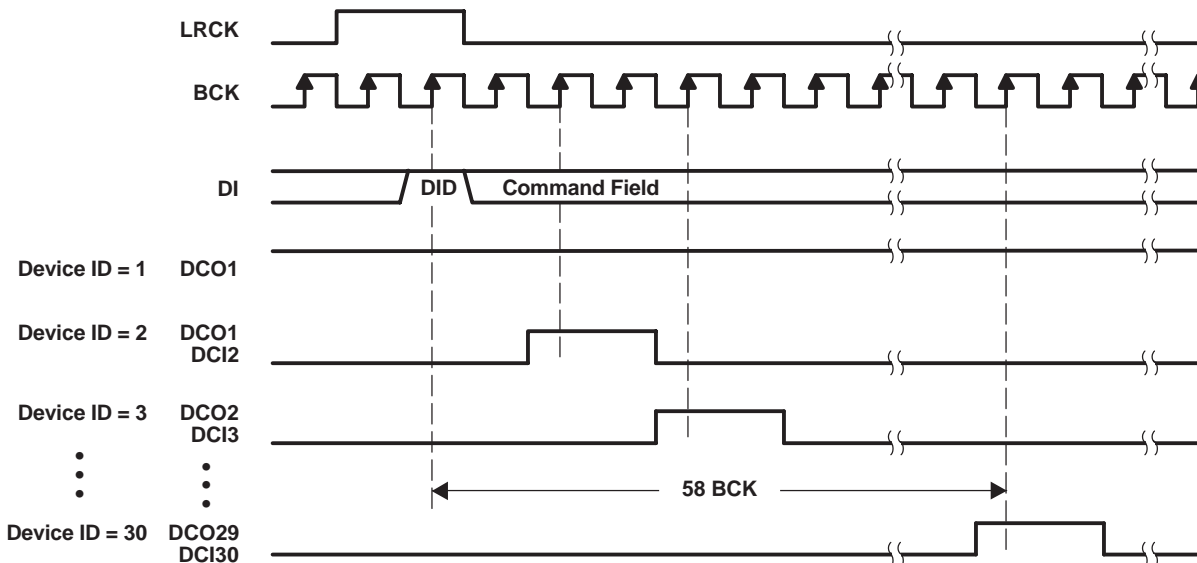 LRCK
BCK
DI
DID
Command Field
Device ID = 1 DCO1
Device ID = 2 DCO1
DCI2
Device ID = 3 DCO2
DCI3
58 BCK
Device ID = 30 DCO29
DCI30